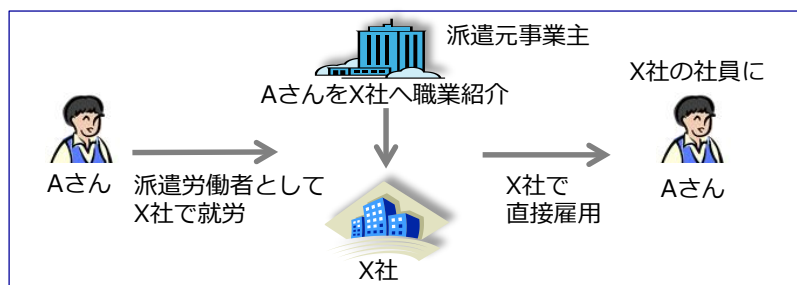 派遣元事業主
AさんをX社へ職業紹介
X社の社員に
Aさん
派遣労働者として
X社で就労
X社で
直接雇用
Aさん
X社